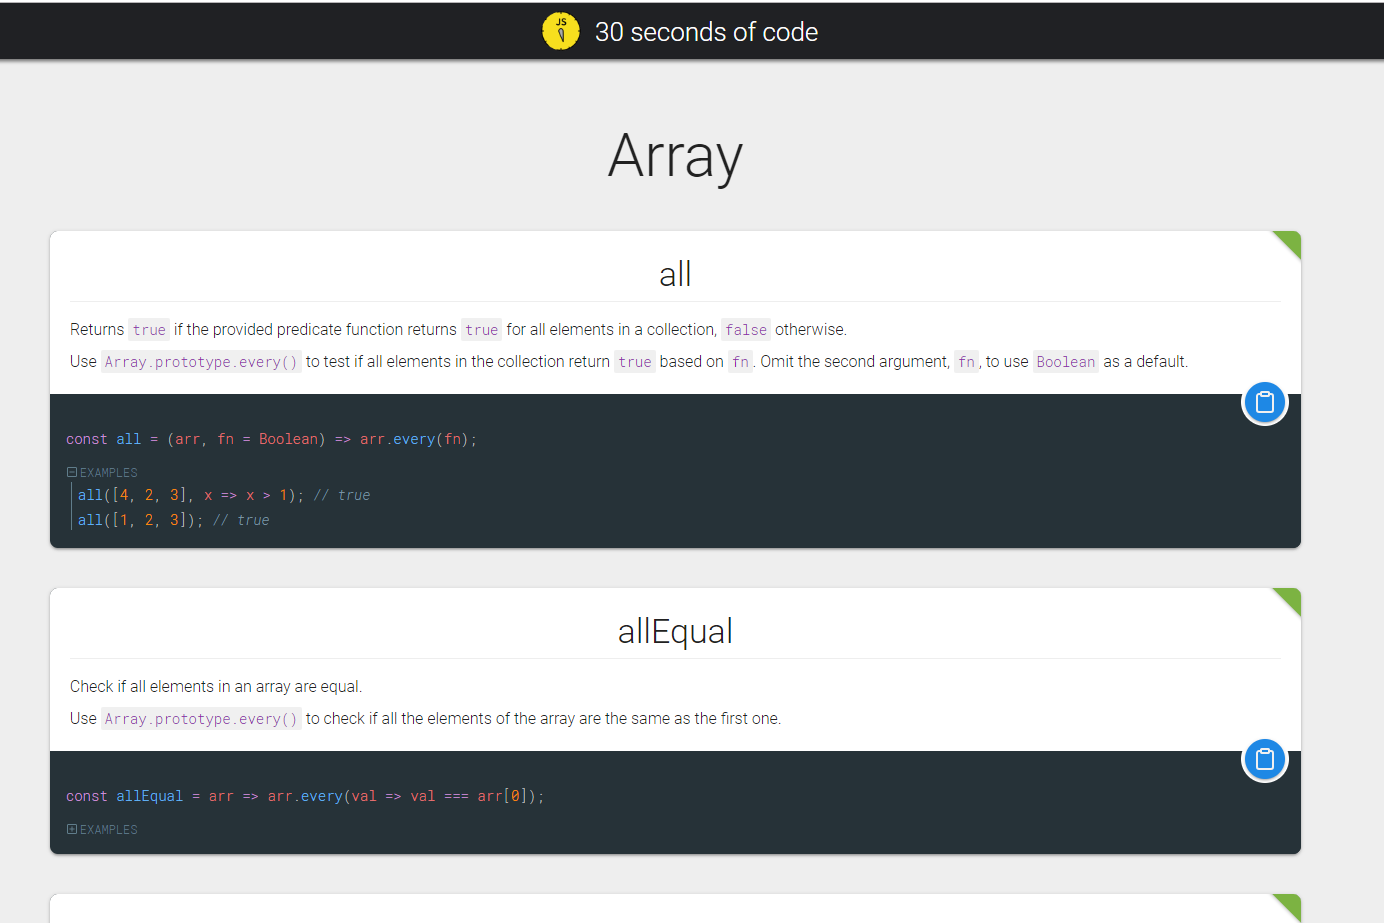 JS
30 seconds of code
Array
all
Returns true if the provided predicate function returns true for all elements in a collection, false otherwise.
Use Array.prototype.every() to test if all elements in the collection return true based on fn. Omit the second argument, fn, to use Boolean as a default.
const all = (arr, fn = Boolean) => arr.every(fn);
EXAMPLES
all([4, 2, 3], x => x > 1); // true
all([1, 2, 3]); // true
allEqual
Check if all elements in an array are equal.
Use Array.prototype.every() to check if all the elements of the array are the same as the first one.
const allEqual = arr => arr.every(val => val === arr[0]);
EXAMPLES